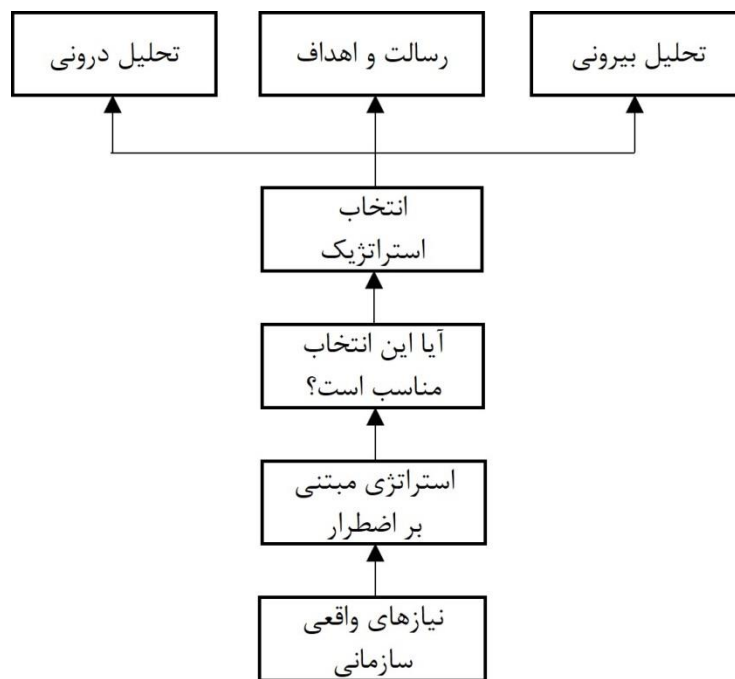 تحلیل بیرونی
رسالت و اهداف
تحلیل درونی
انتخاب
استراتژیک
آیا این انتخاب
مناسب است؟
استراتژی مبتنی
بر اضطرار
نیازهای واقعی
سازمانی